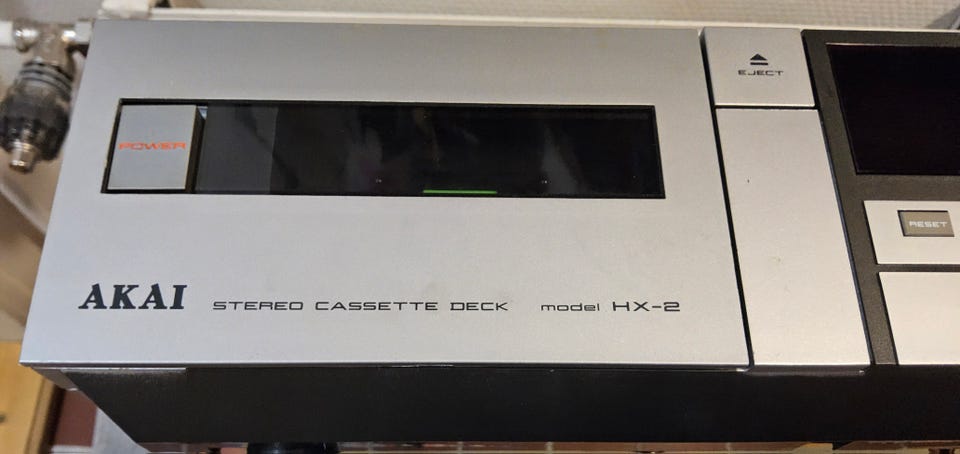 EJECT
POWER
RESET
AKAI STEREO CASSETTE DECK model HX-2